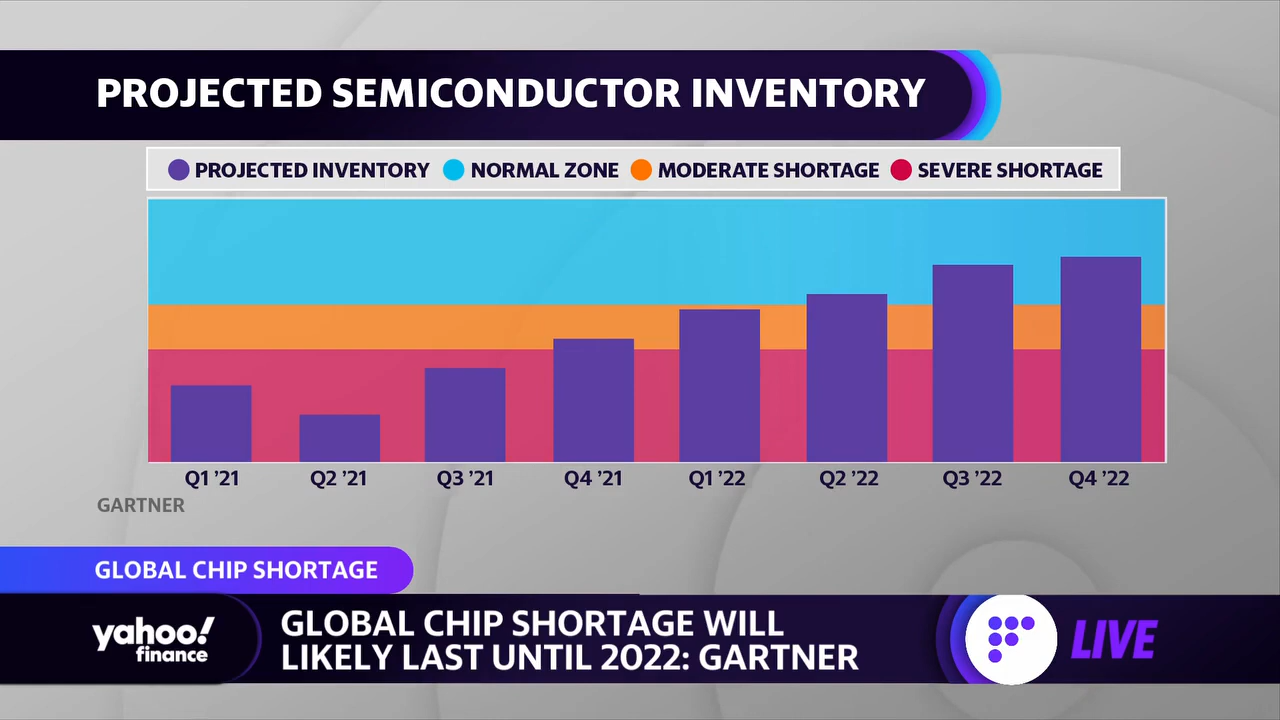 PROJECTED SEMICONDUCTOR INVENTORY
PROJECTED INVENTORY NORMAL ZONE MODERATE SHORTAGE SEVERE SHORTAGE
Q1 ’21 Q2 ’21 Q3 ’21 Q4 ’21 Q1 ’22 Q2 ’22 Q3 ’22 Q4 ’22
GARTNER
GLOBAL CHIP SHORTAGE
yahoo!
finance
GLOBAL CHIP SHORTAGE WILL
LIKELY LAST UNTIL 2022: GARTNER
LIVE